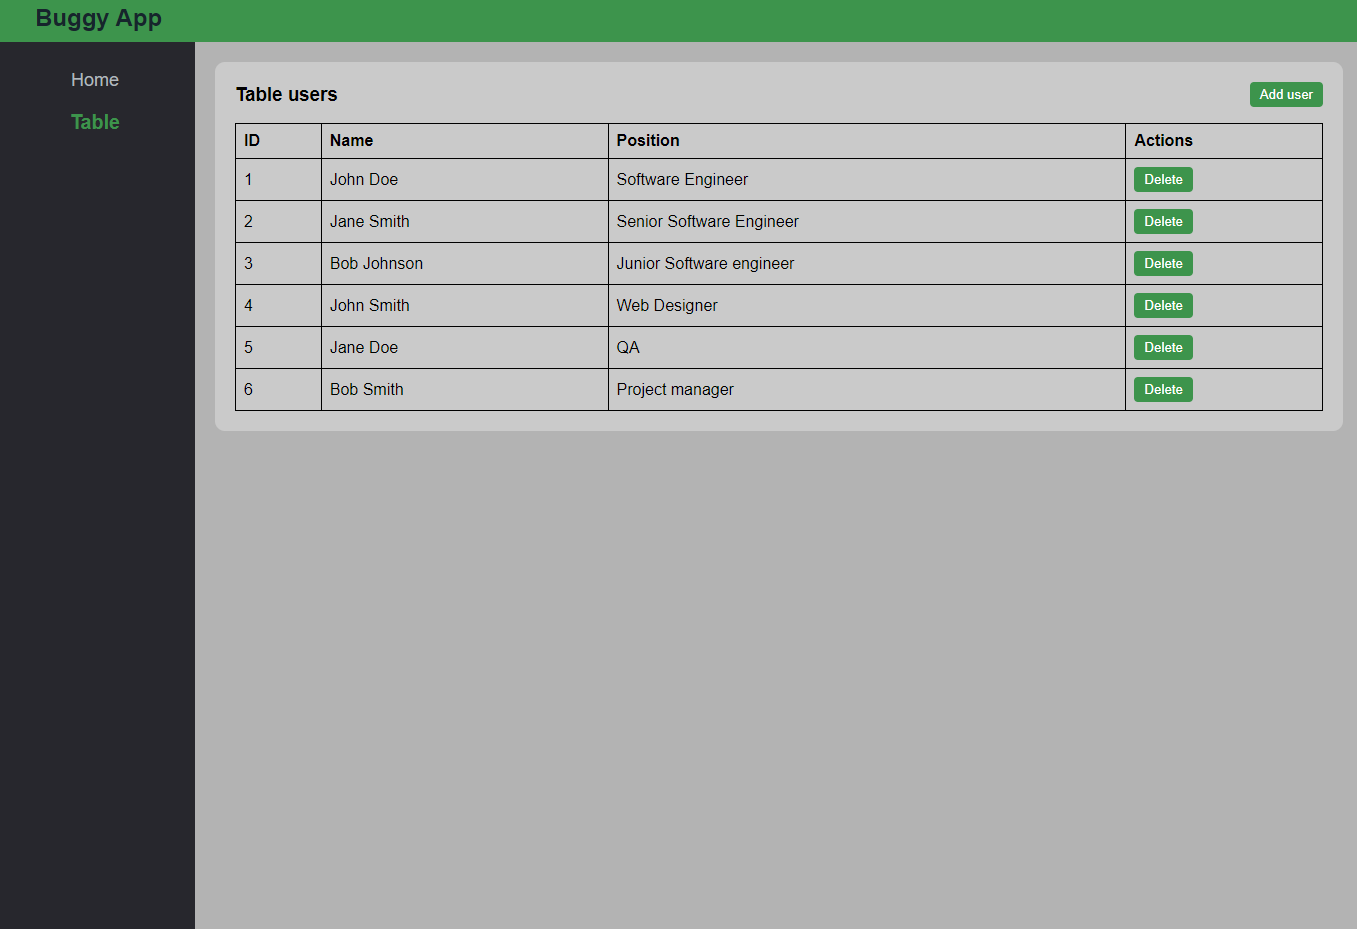 Buggy App
Home
Table
Table users
Add user
ID Name Position Actions
1 John Doe Software Engineer Delete
2 Jane Smith Senior Software Engineer Delete
3 Bob Johnson Junior Software engineer Delete
4 John Smith Web Designer Delete
5 Jane Doe QA Delete
6 Bob Smith Project manager Delete